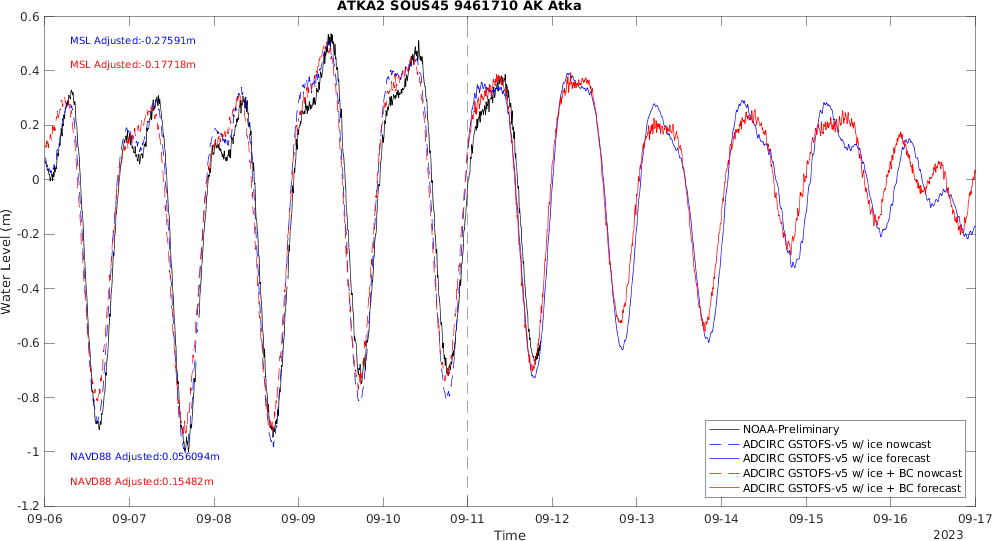 ATKA2 SOUS45 9461710 AK Atka
MSL Adjusted:-0.27591m
MSL Adjusted:-0.17718m
NAVD88 Adjusted:0.056094m
NAVD88 Adjusted:0.15482m
Water Level (m)
0.6
0.4
0.2
0
-0.2
-0.4
-0.6
-0.8
-1
-1.2
NOAA-Preliminary
ADCIRC GSTOFS-v5 w/ ice nowcast
ADCIRC GSTOFS-v5 w/ ice forecast
ADCIRC GSTOFS-v5 w/ ice + BC nowcast
ADCIRC GSTOFS-v5 w/ ice + BC forecast
09-06 09-07 09-08 09-09 09-10 09-11 09-12 09-13 09-14 09-15 09-16 09-17
Time
2023